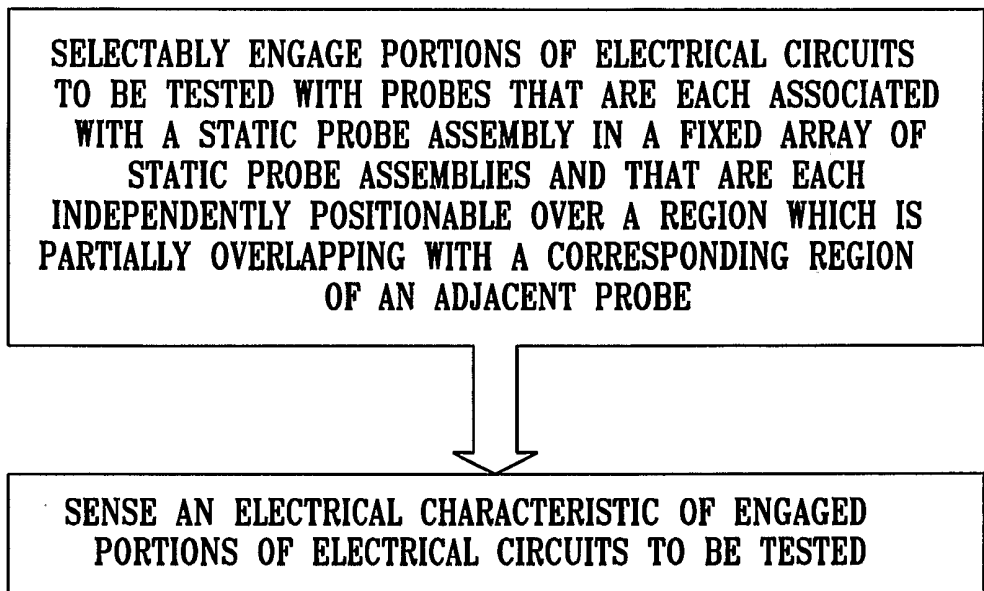 SELECTABLY ENGAGE PORTIONS OF ELECTRICAL CIRCUITS
TO BE TESTED WITH PROBES THAT ARE EACH ASSOCIATED
WITH A STATIC PROBE ASSEMBLY IN A FIXED ARRAY OF
STATIC PROBE ASSEMBLIES AND THAT ARE EACH
INDEPENDENTLY POSITIONABLE OVER A REGION WHICH IS
PARTIALLY OVERLAPPING WITH A CORRESPONDING REGION
OF AN ADJACENT PROBE
SENSE AN ELECTRICAL CHARACTERISTIC OF ENGAGED
PORTIONS OF ELECTRICAL CIRCUITS TO BE TESTED